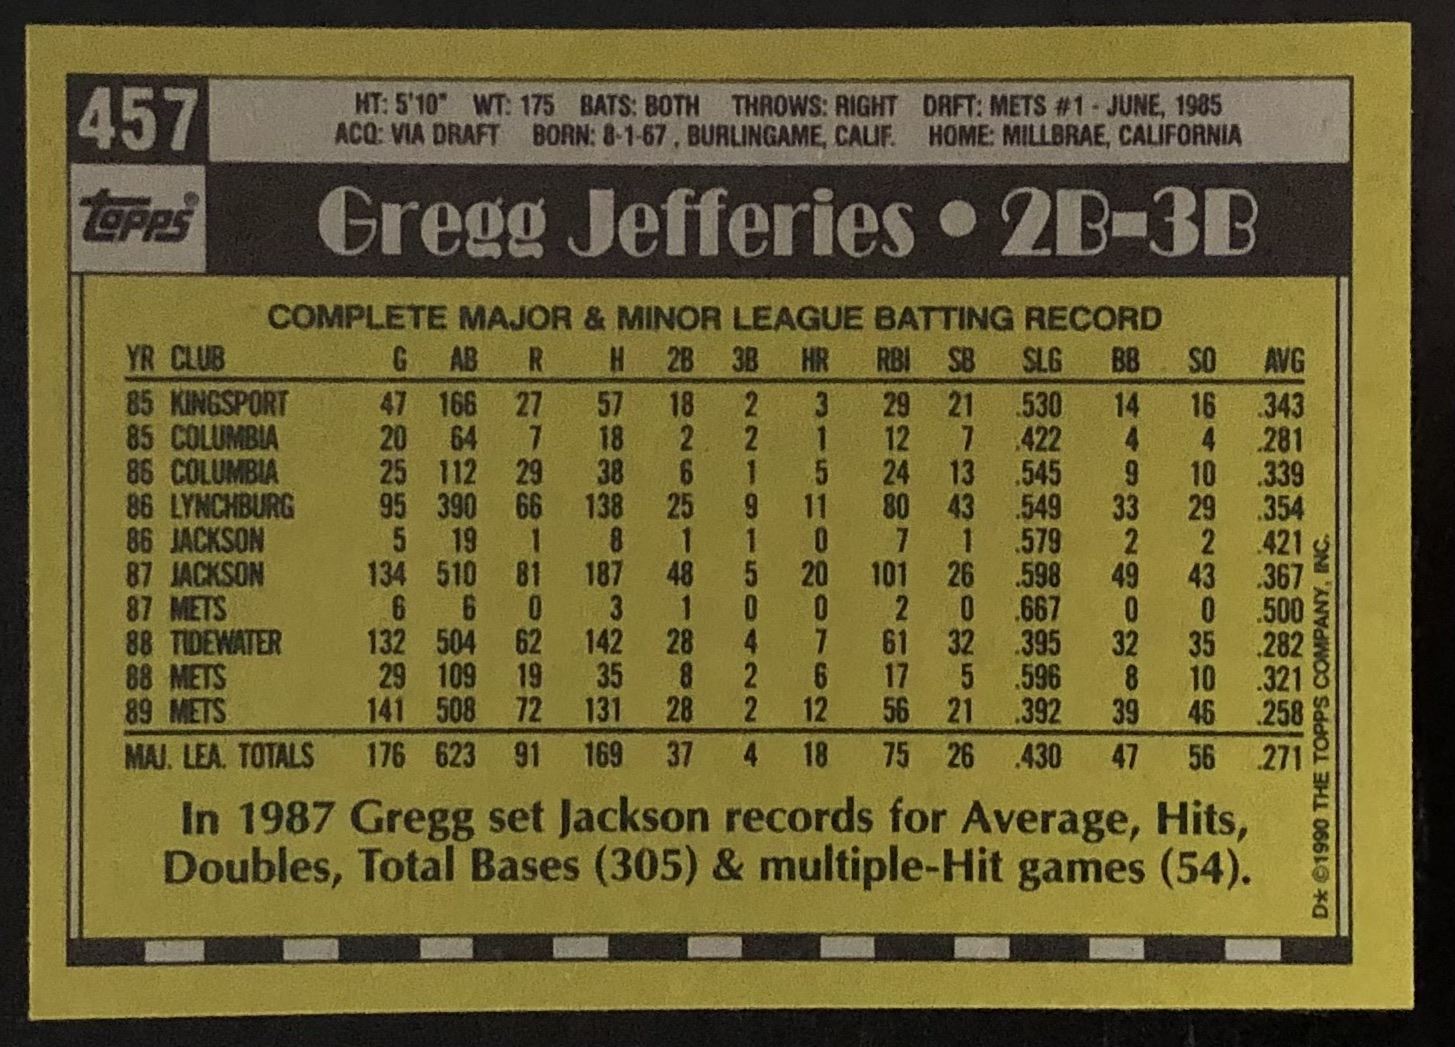 457
HT: 5'10" WT: 175 BATS: BOTH THROWS: RIGHT DRFT: METS #1 - JUNE, 1985
ACQ: VIA DRAFT BORN: 8-1-67 , BURLINGAME, CALIF. HOME: MILLBRAE, CALIFORNIA
topps®
Gregg Jefferies • 2B-3B
COMPLETE MAJOR & MINOR LEAGUE BATTING RECORD
YR CLUB G AB R H 2B 3B HR RBI SB SLG BB SO AVG
85 KINGSPORT 47 166 27 57 18 2 3 29 21 .530 14 16 .343
85 COLUMBIA 20 64 7 18 2 2 1 12 7 .422 4 4 .281
86 COLUMBIA 25 112 29 38 6 1 5 24 13 .545 9 10 .339
86 LYNCHBURG 95 390 66 138 25 9 11 80 43 .549 33 29 .354
86 JACKSON 5 19 1 8 1 1 0 7 1 .579 2 2 .421
87 JACKSON 134 510 81 187 48 5 20 101 26 .598 49 43 .367
87 METS 6 6 0 3 1 0 0 2 0 .667 0 0 .500
88 TIDEWATER 132 504 62 142 28 4 7 61 32 .395 32 35 .282
88 METS 29 109 19 35 8 2 6 17 5 .596 8 10 .321
89 METS 141 508 72 131 28 2 12 56 21 .392 39 46 .258
MAJ. LEA. TOTALS 176 623 91 169 37 4 18 75 26 .430 47 56 .271
In 1987 Gregg set Jackson records for Average, Hits,
Doubles, Total Bases (305) & multiple-Hit games (54).
D* ©1990 THE TOPPS COMPANY, INC.